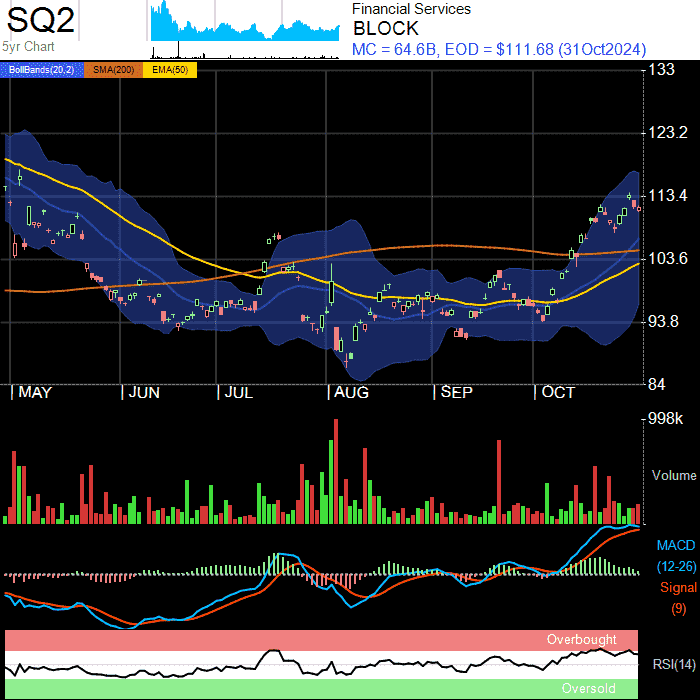 SQ2
5yr Chart
Financial Services
BLOCK
MC = 64.6B, EOD = $111.68 (31Oct2024)
BollBands(20,2) SMA(200) EMA(50)
133
123.2
113.4
103.6
93.8
84
MAY JUN JUL AUG SEP OCT
998k
Volume
MACD
(12-26)
Signal
(9)
Overbought
RSI(14)
Oversold